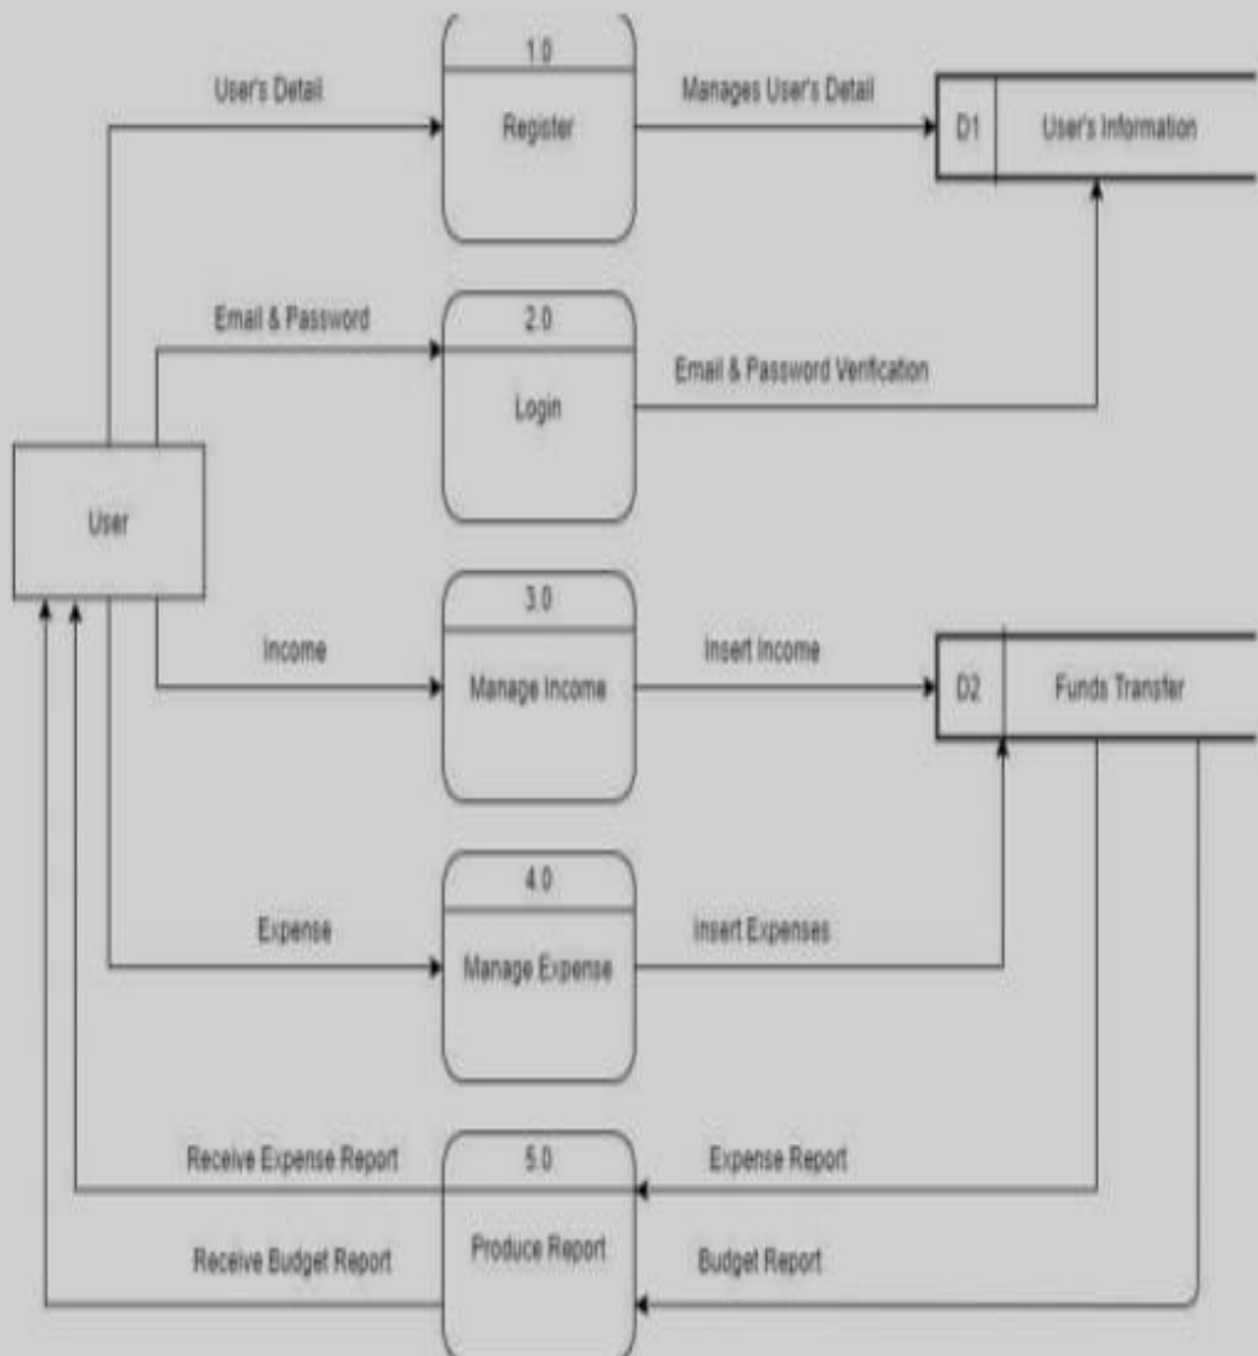 1.0
User's Detail
Manages User's Detail
Register
D1
User's Information
Email & Password
2.0
Email & Password Verification
Login
User
3.0
Income
Insert Income
Manage Income
D2
Funds Transfer
4.0
Expense
Insert Expenses
Manage Expense
Receive Expense Report
5.0
Expense Report
Produce Report
Receive Budget Report
Budget Report